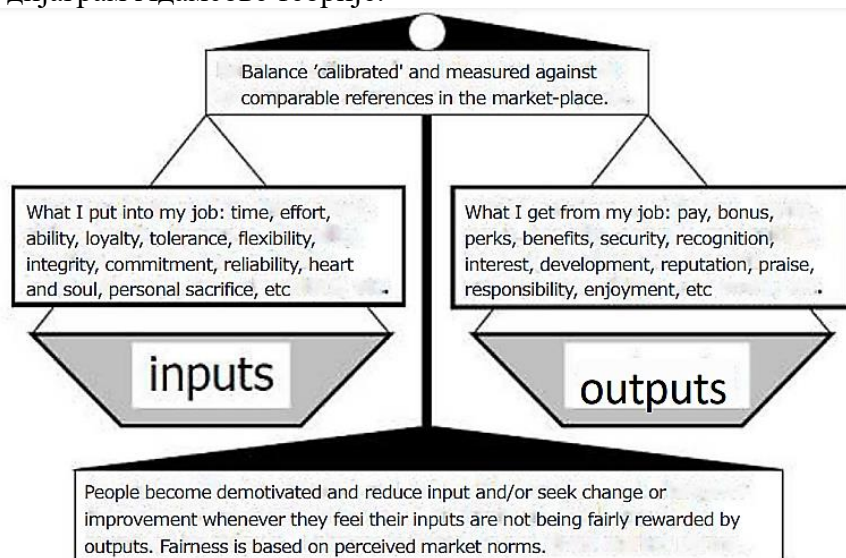 дијаграм Адамсове теорије.
Balance ’calibrated' and measured against
comparable references in the market-place.
What I put into my job: time, effort,
ability, loyalty, tolerance, flexibility,
integrity, commitment, reliability, heart
and soul, personal sacrifice, etc
What I get from my job: pay, bonus,
perks, benefits, security, recognition,
interest, development, reputation, praise,
responsibility, enjoyment, etc
inputs
outputs
People become demotivated and reduce input and/or seek change or
improvement whenever they feei their inputs are not being fairly rewarded by
outputs. Fairness is based on perceived market norms.